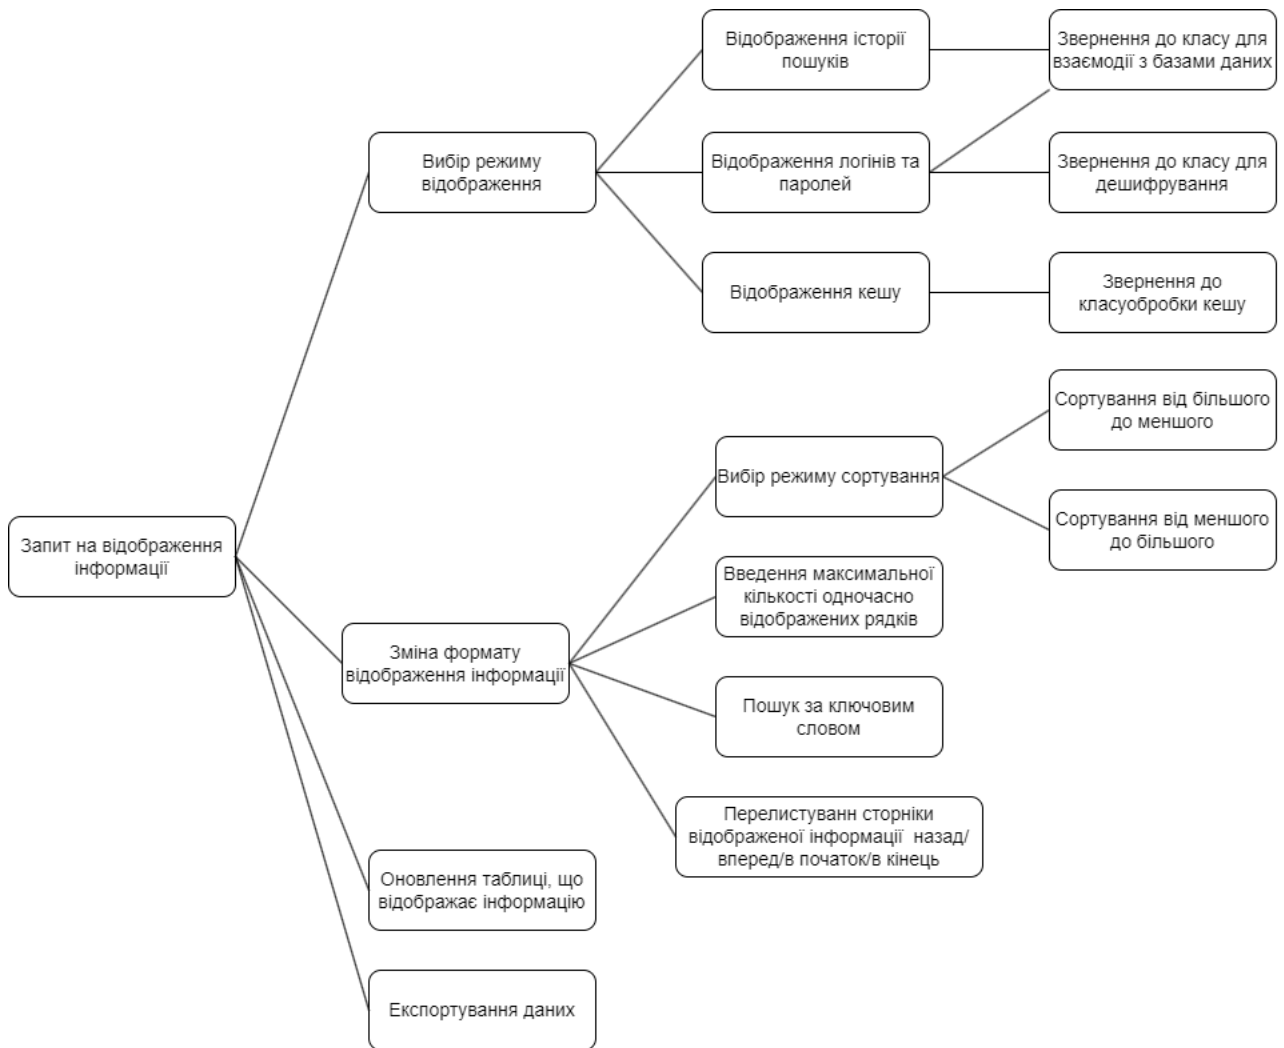 Відображення історії
пошуків
Звернення до класу для
взаємодії з базами даних
Вибір режиму
відображення
Відображення логінів та
паролей
Звернення до класу для
дешифрування
Відображення кешу
Звернення до
класуобробки кешу
Сортування від більшого
до меншого
Вибір режиму сортування
Сортування від меншого
до більшого
Запит на відображення
інформації
Введення максимальної
кількості одночасно
відображених рядків
Зміна формату
відображення інформації
Пошук за ключовим
словом
Перелистуванн сторніки
відображеної інформації  назад/
вперед/в початок/в кінець
Оновлення таблиці, що
відображає інформацію
Експортування даних